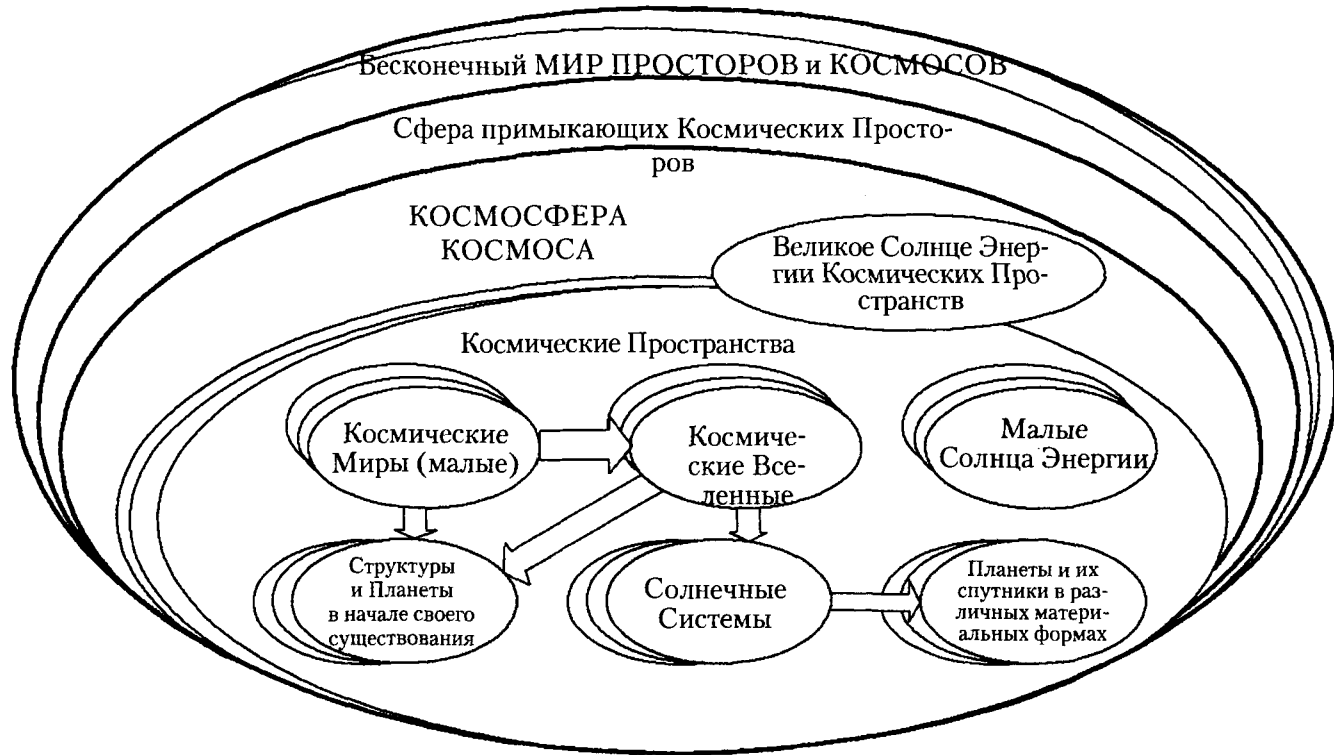 Бесконечный МИР ПРОСТОРОВ и КОСМОСОВ
Сфера примыкающих Космических Просто-
ров
КОСМОСФЕРА
КОСМОСА
Великое Солнце Энер-
гии Космических Про-
странств
Космические Пространства
Космические
Миры (малые)
Космиче-
ские Все-
ленные
Малые
Солнца Энергии
Структуры
и Планеты
в начале своего
существования
Солнечные
Системы
Планеты и их
спутники в раз-
личных матери-
альных формах